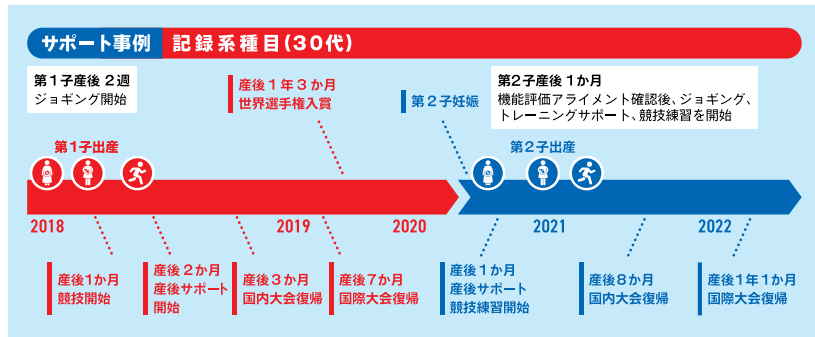 サポート事例 記録系種目(30代)
第1子産後 2週
ジョギング開始
産後1年3か月
世界選手権入賞
第2子妊娠
第2子産後 1か月
機能評価アライメント確認後、ジョギング、
トレーニングサポート、競技練習を開始
第1子出産
第2子出産
2018
2019
2020
2021
2022
産後1か月
競技開始
産後2か月
産後サポート
開始
産後3か月
国内大会復帰
産後7か月
国際大会復帰
産後1か月
産後サポート
競技練習開始
産後8か月
国内大会復帰
産後1年1か月
国際大会復帰